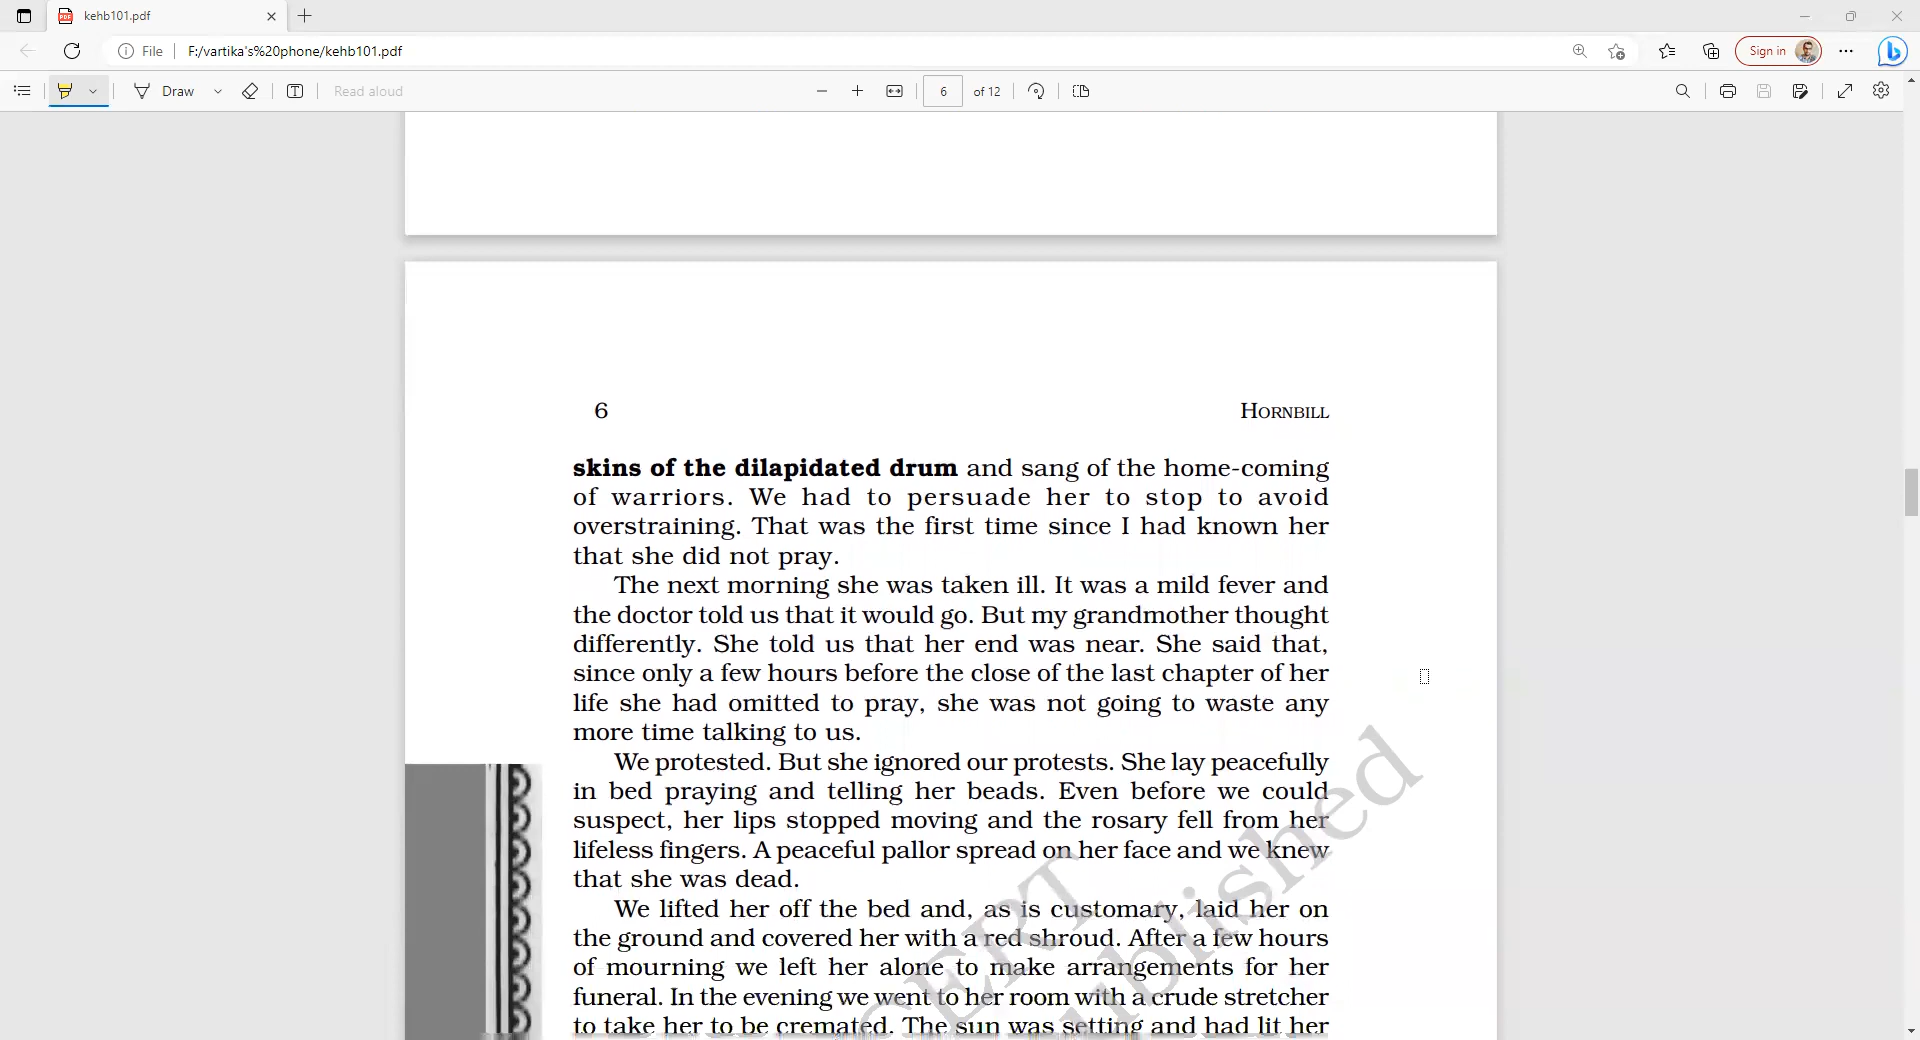 kehb101.pdf
File
F:/vartika's%20phone/kehb101.pdf
Sign in
Draw
Read aloud
6 of 12
6
HORNBILL
skins of the dilapidated drum and sang of the home-coming
of warriors. We had to persuade her to stop to avoid
overstraining. That was the first time since I had known her
that she did not pray.
The next morning she was taken ill. It was a mild fever and
the doctor told us that it would go. But my grandmother thought
differently. She told us that her end was near. She said that,
since only a few hours before the close of the last chapter of her
life she had omitted to pray, she was not going to waste any
more time talking to us.
We protested. But she ignored our protests. She lay peacefully
in bed praying and telling her beads. Even before we could
suspect, her lips stopped moving and the rosary fell from her
lifeless fingers. A peaceful pallor spread on her face and we knew
that she was dead.
We lifted her off the bed and, as is customary, laid her on
the ground and covered her with a red shroud. After a few hours
of mourning we left her alone to make arrangements for her
funeral. In the evening we went to her room with a crude stretcher
to take her to be cremated. The sun was setting and had lit her